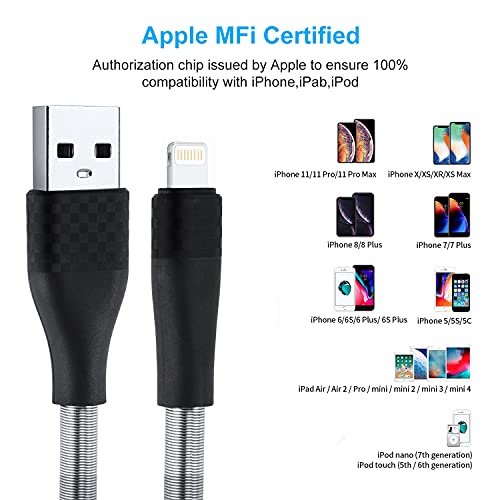 Apple MFi Certified
Authorization chip issued by Apple to ensure 100%
compatibility with iPhone,iPab,iPod
iPhone 11/11 Pro/11 Pro Max
iPhone X/XS/XR/XS Max
iPhone 8/8 Plus
iPhone 7/7 Plus
iPhone 6/6S/6 Plus/ 6S Plus
iPhone 5/5S/5C
iPad Air / Air 2 / Pro / mini / mini 2 / mini 3 / mini 4
iPod nano (7th generation)
iPod touch (5th / 6th generation)